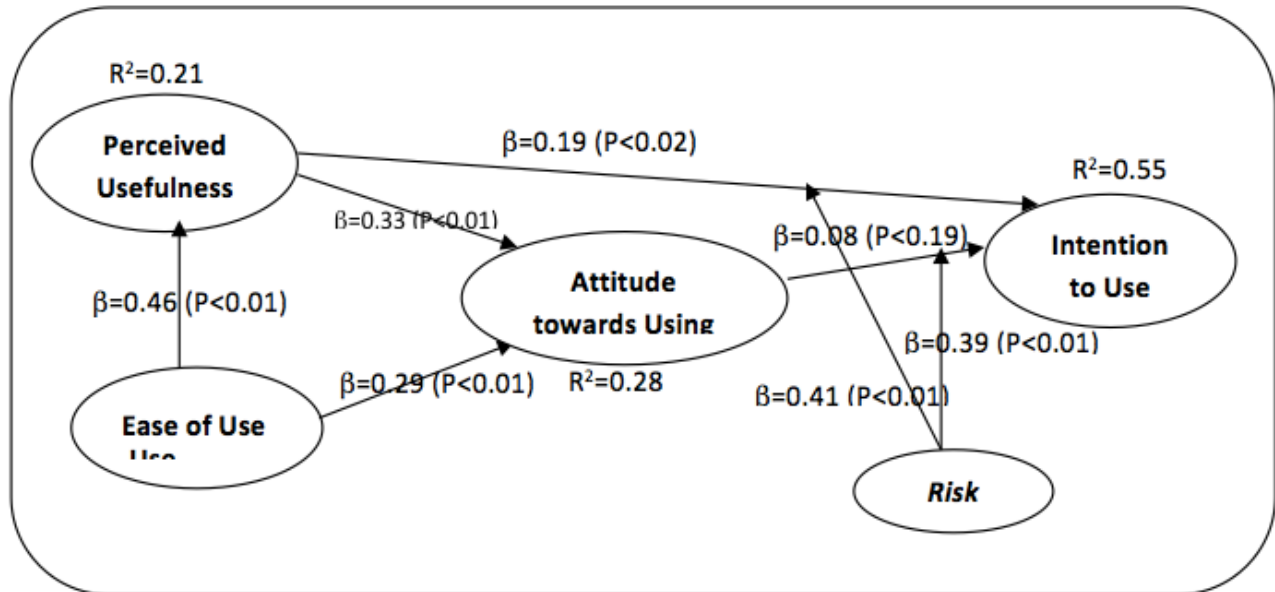 R²=0.21
Perceived
Usefulness
β=0.19 (P<0.02)
R²=0.55
β=0.33 (P<0.01)
β=0.08 (P<0.19)
Intention
to Use
Attitude
towards Using
β=0.46 (P<0.01)
β=0.39 (P<0.01)
β=0.29 (P<0.01)
R²=0.28
β=0.41 (P<0.01)
Ease of Use
Use
Risk